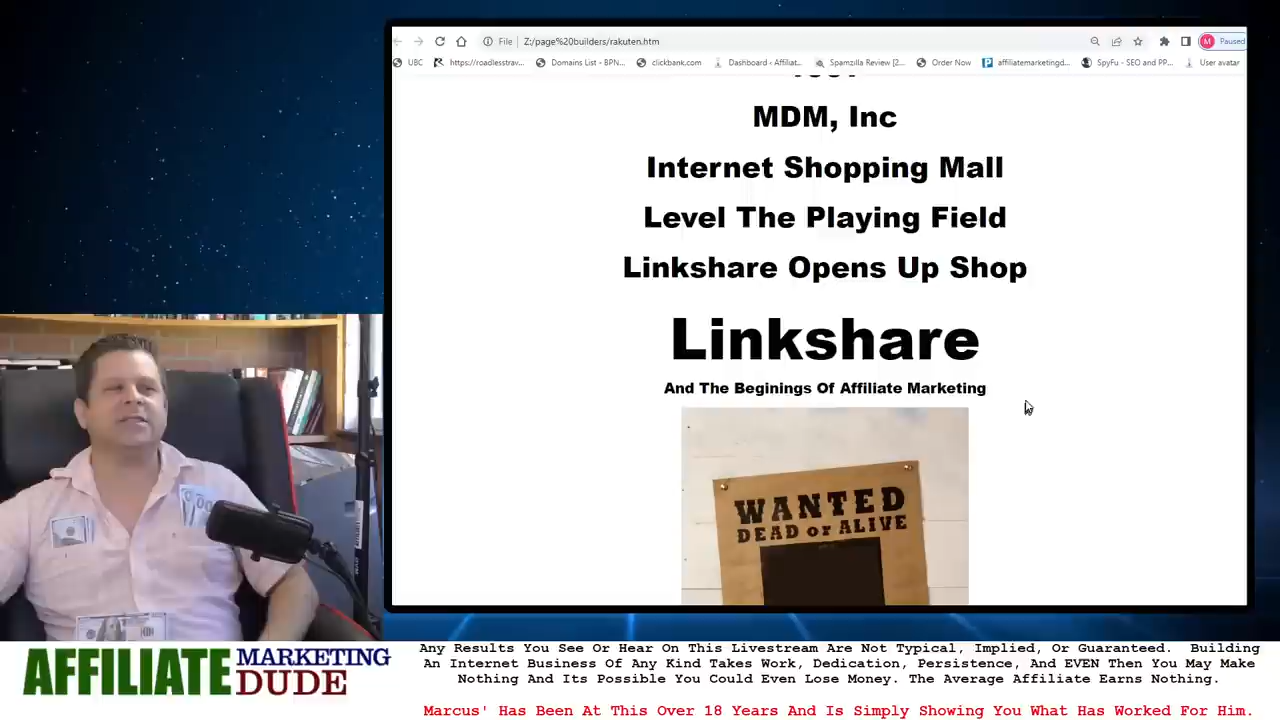 File
Z:/page%20builders/rakuten.htm
M
Paused
UBC
https://roadlesstrav...
Domains List - BPN...
clickbank.com
Dashboard ‹ Affiliat...
Spamzilla Review [2...
Order Now
affiliatemarketingd...
SpyFu - SEO and PP...
User avatar
MDM, Inc
Internet Shopping Mall
Level The Playing Field
Linkshare Opens Up Shop
Linkshare
And The Beginings Of Affiliate Marketing
WANTED
DEAD or ALIVE
AFFILIATE MARKETING DUDE
Any Results You See Or Hear On This Livestream Are Not Typical, Implied, Or Guaranteed. Building
An Internet Business Of Any Kind Takes Work, Dedication, Persistence, And EVEN Then You May Make
Nothing And Its Possible You Could Even Lose Money. The Average Affiliate Earns Nothing.
Marcus' Has Been At This Over 18 Years And Is Simply Showing You What Has Worked For Him.